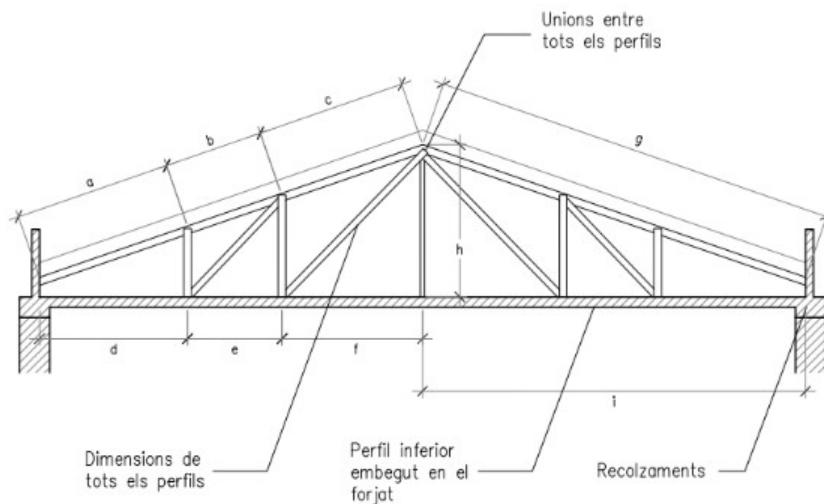 Unions entre
tots els perfils
c
b
g
a
h
d
e
f
i
Dimensions de
tots els perfils
Perfil inferior
embegut en el
forjat
Recolzaments